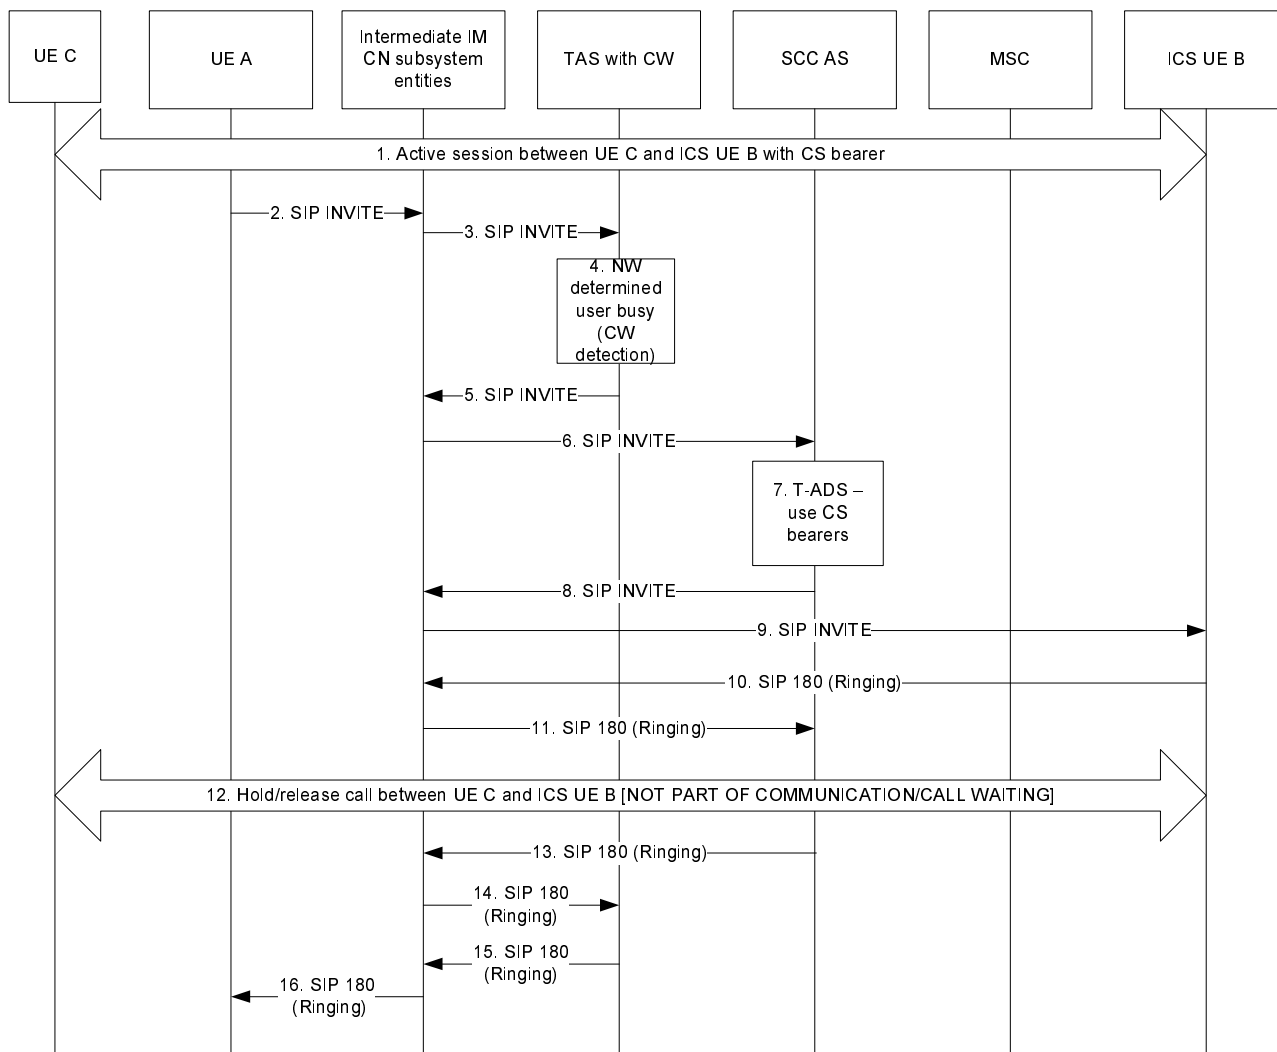 UE C
UE A
Intermediate IM
CN subsystem
entities
TAS with CW
SCC AS
MSC
ICS UE B
1. Active session between UE C and ICS UE B with CS bearer
2. SIP INVITE
3. SIP INVITE
4. NW
determined
user busy
(CW
detection)
5. SIP INVITE
6. SIP INVITE
7. T-ADS –
use CS
bearers
8. SIP INVITE
9. SIP INVITE
10. SIP 180 (Ringing)
11. SIP 180 (Ringing)
12. Hold/release call between UE C and ICS UE B [NOT PART OF COMMUNICATION/CALL WAITING]
13. SIP 180 (Ringing)
14. SIP 180
(Ringing)
15. SIP 180
(Ringing)
16. SIP 180
(Ringing)